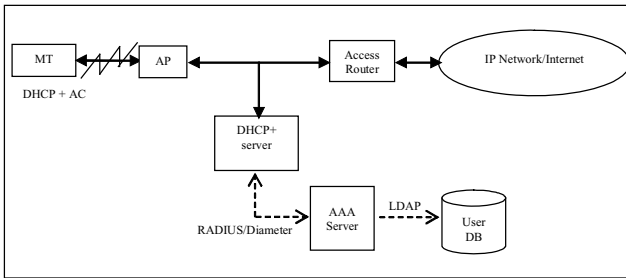 MT
AP
Access
Router
IP Network/Internet
DHCP + AC
DHCP+
server
RADIUS/Diameter
AAA
Server
LDAP
User
DB